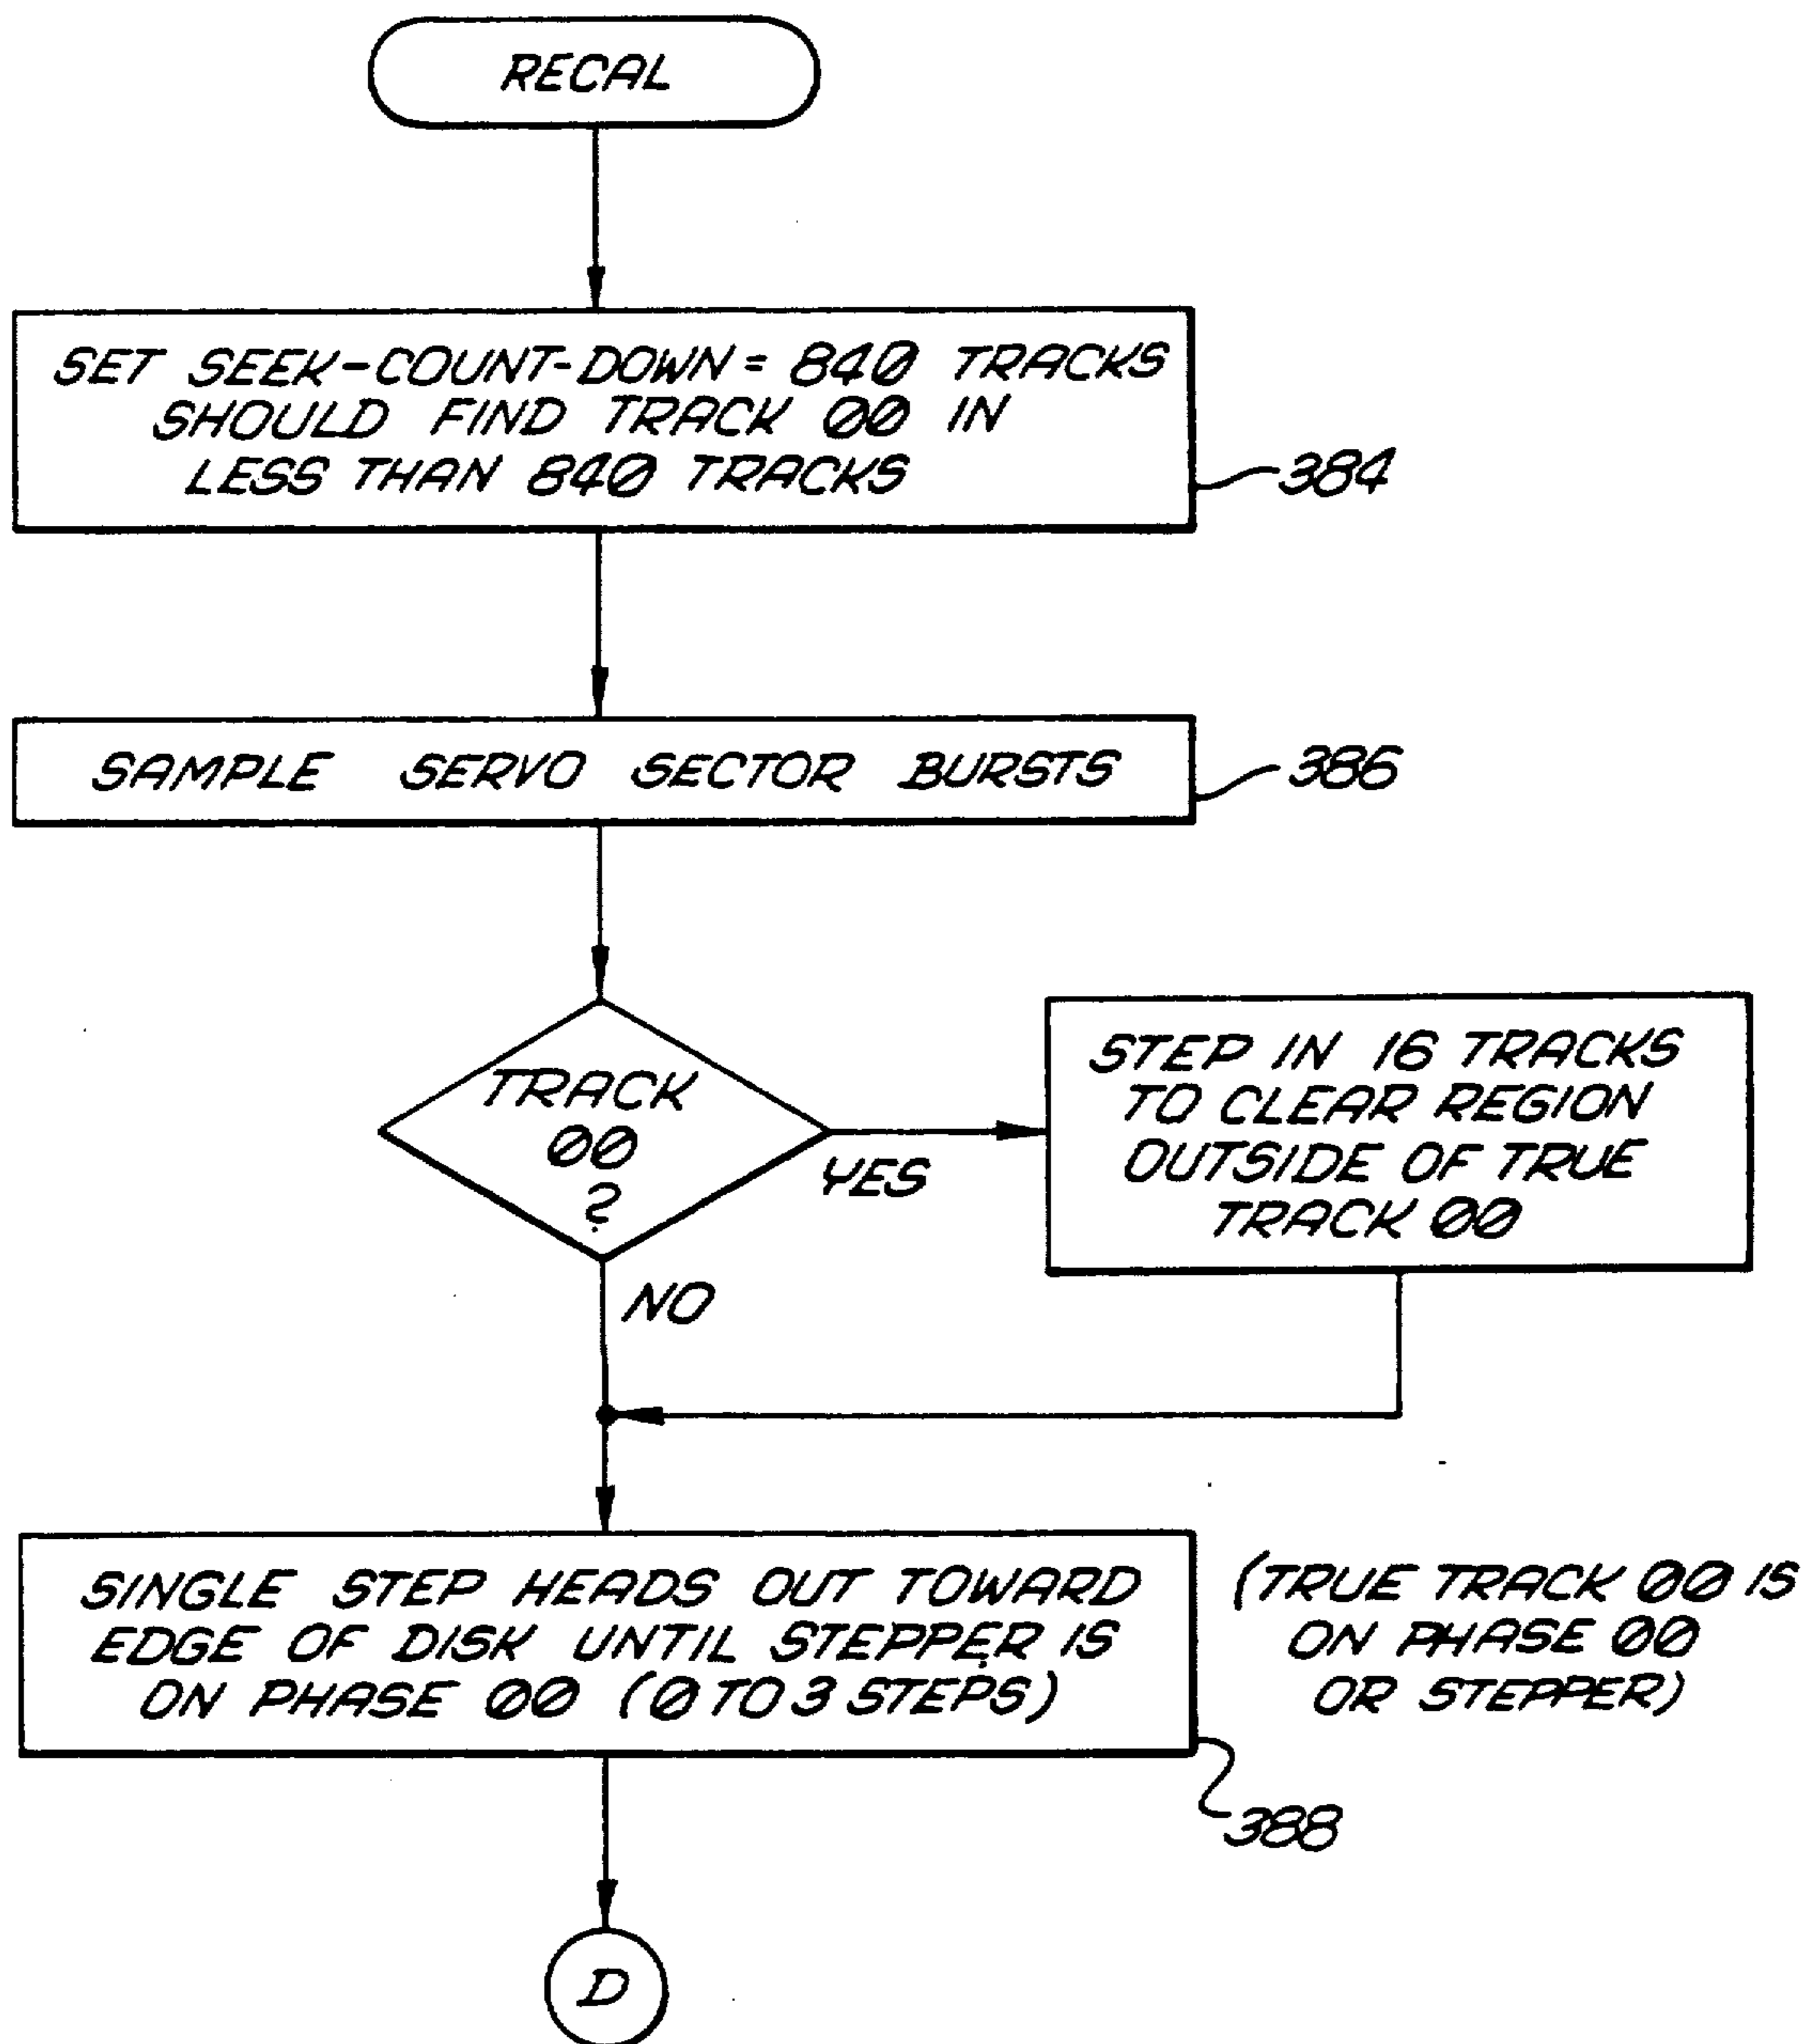 RECAL
SET SEEK-COUNT-DOWN = 840 TRACKS
SHOULD FIND TRACK 00 IN
LESS THAN 840 TRACKS
384
SAMPLE SERVO SECTOR BURSTS
386
TRACK
00
?
YES
STEP IN 16 TRACKS
TO CLEAR REGION
OUTSIDE OF TRUE
TRACK 00
NO
SINGLE STEP HEADS OUT TOWARD
EDGE OF DISK UNTIL STEPPER IS
ON PHASE 00 (0 TO 3 STEPS)
(TRUE TRACK 00 IS
ON PHASE 00
OR STEPPER)
388
D